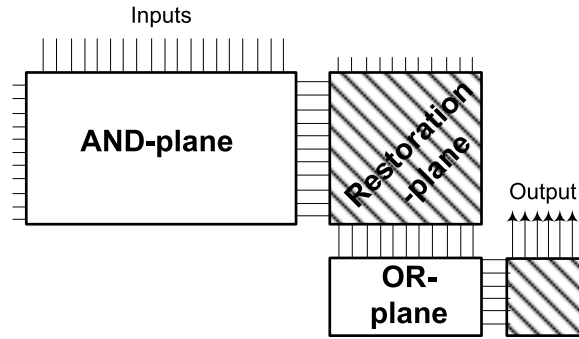 Inputs
AND-plane
Restoration
-plane
Output
OR-
plane